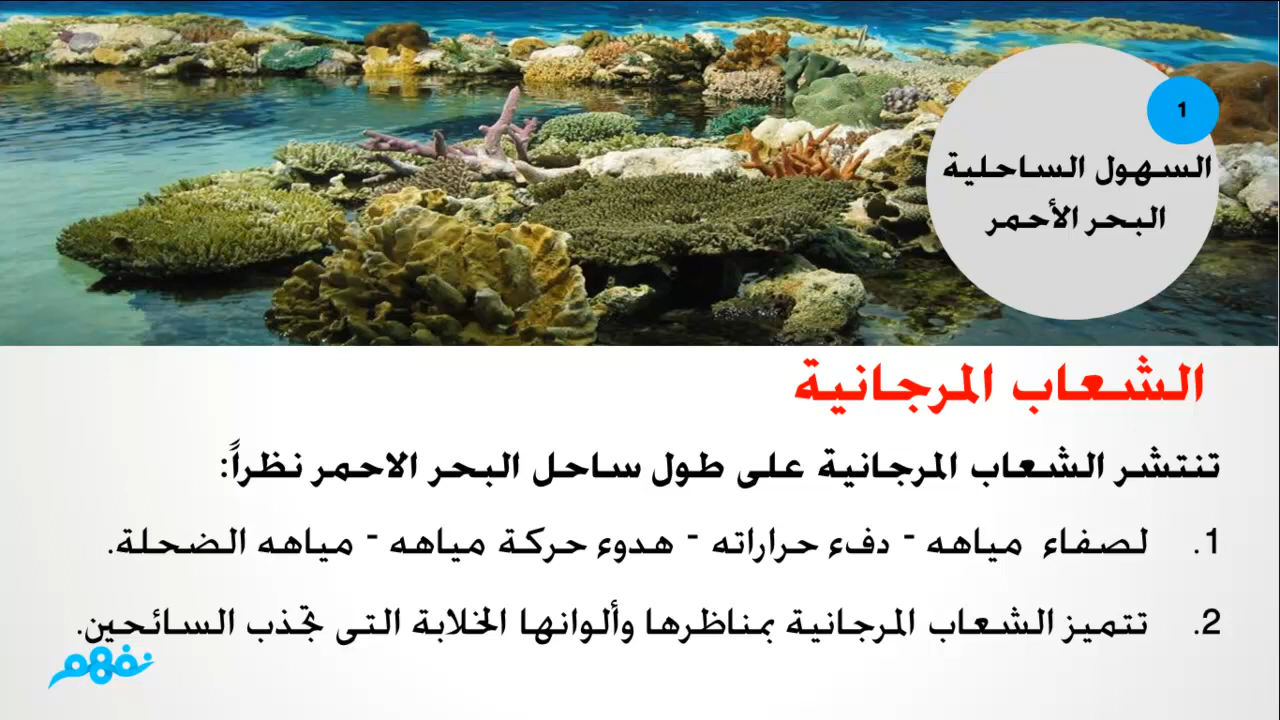 1
السهول الساحلية
البحر الأحمر
الشعاب المرجانية
تنتشر الشعاب المرجانية على طول ساحل البحر الاحمر نظراً:
1. لصفاء مياهه - دفء حراراته - هدوء حركة مياهه - مياهه الضحلة.
2. تتميز الشعاب المرجانية بمناظرها وألوانها الخلابة التى تجذب السائحين.
نفهم